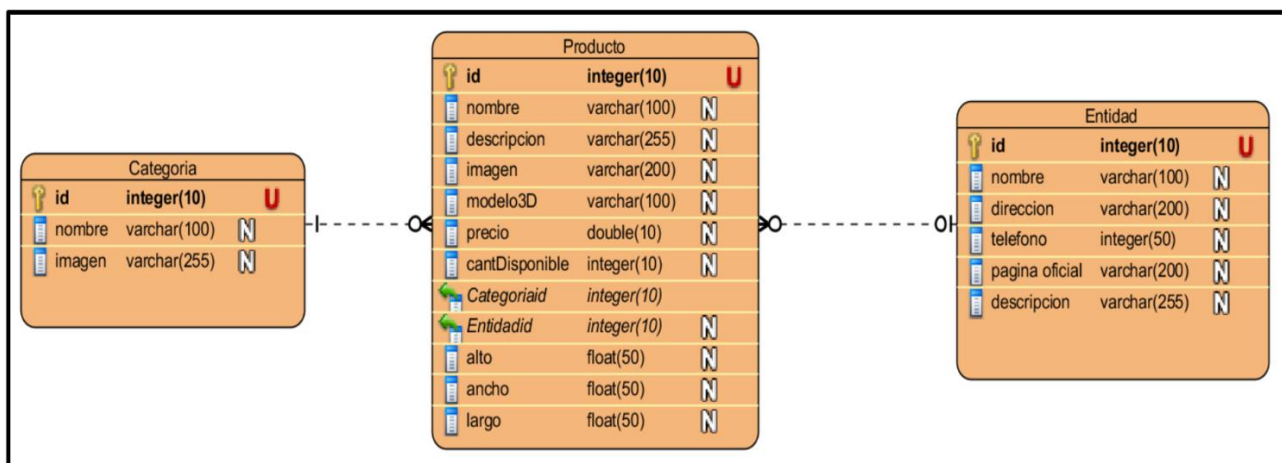 Categoria
id integer(10) U
nombre varchar(100) N
imagen varchar(255) N
Producto
id integer(10) U
nombre varchar(100) N
descripcion varchar(255) N
imagen varchar(200) N
modelo3D varchar(100) N
precio double(10) N
cantDisponible integer(10) N
Categoriaid integer(10)
Entidadid integer(10) N
alto float(50) N
ancho float(50) N
largo float(50) N
Entidad
id integer(10) U
nombre varchar(100) N
direccion varchar(200) N
telefono integer(50) N
pagina oficial varchar(200) N
descripcion varchar(255) N